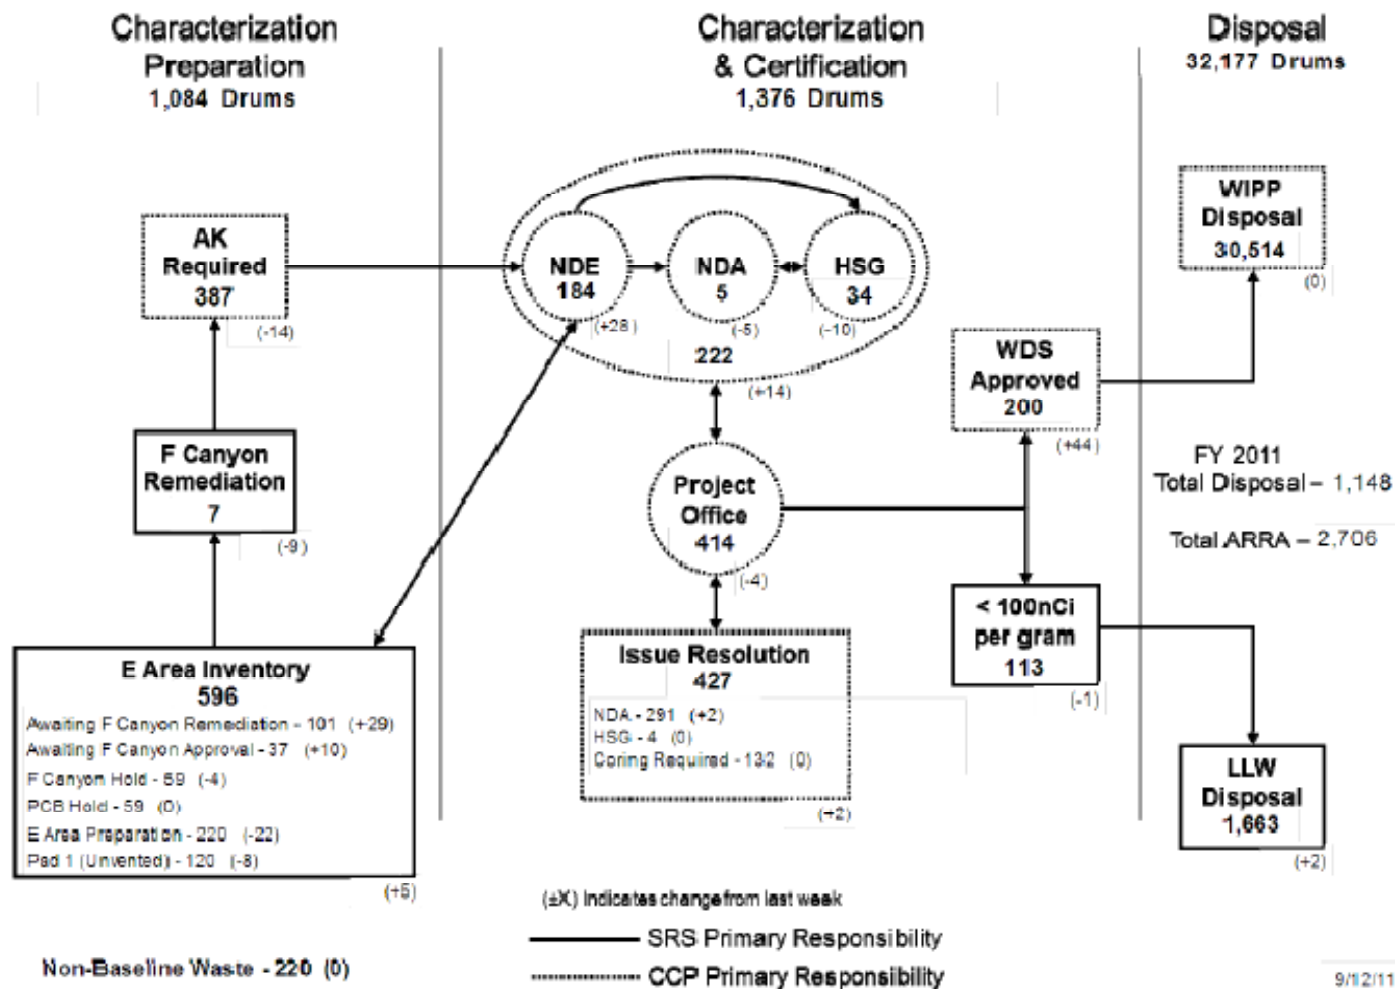 Characterization
Preparation
1,084 Drums
Characterization
& Certification
1,376 Drums
Disposal
32,177 Drums
AK
Required
387
(-14)
F Canyon
Remediation
7
(-9)
E Area Inventory
596
Awaiting F Canyon Remediation - 101 (+29)
Awaiting F Canyon Approval - 37 (+10)
F Canyon Hold - 59 (-4)
PCB Hold - 59 (0)
E Area Preparation - 220 (-22)
Pad 1 (Unvented) - 120 (-8)
(+5)
Non-Baseline Waste - 220 (0)
NDE
184
(+28)
NDA
5
(-5)
HSG
34
(-10)
222
(+14)
Project
Office
414
(-4)
Issue Resolution
427
NDA - 291 (+2)
HSG - 4 (0)
Coring Required - 132 (0)
(+2)
WDS
Approved
200
(+44)
< 100nCi
per gram
113
(-1)
WIPP
Disposal
30,514
(0)
FY 2011
Total Disposal – 1,148
Total ARRA – 2,706
LLW
Disposal
1,663
(+2)
(±X) Indicates change from last week
SRS Primary Responsibility
CCP Primary Responsibility
9/12/11